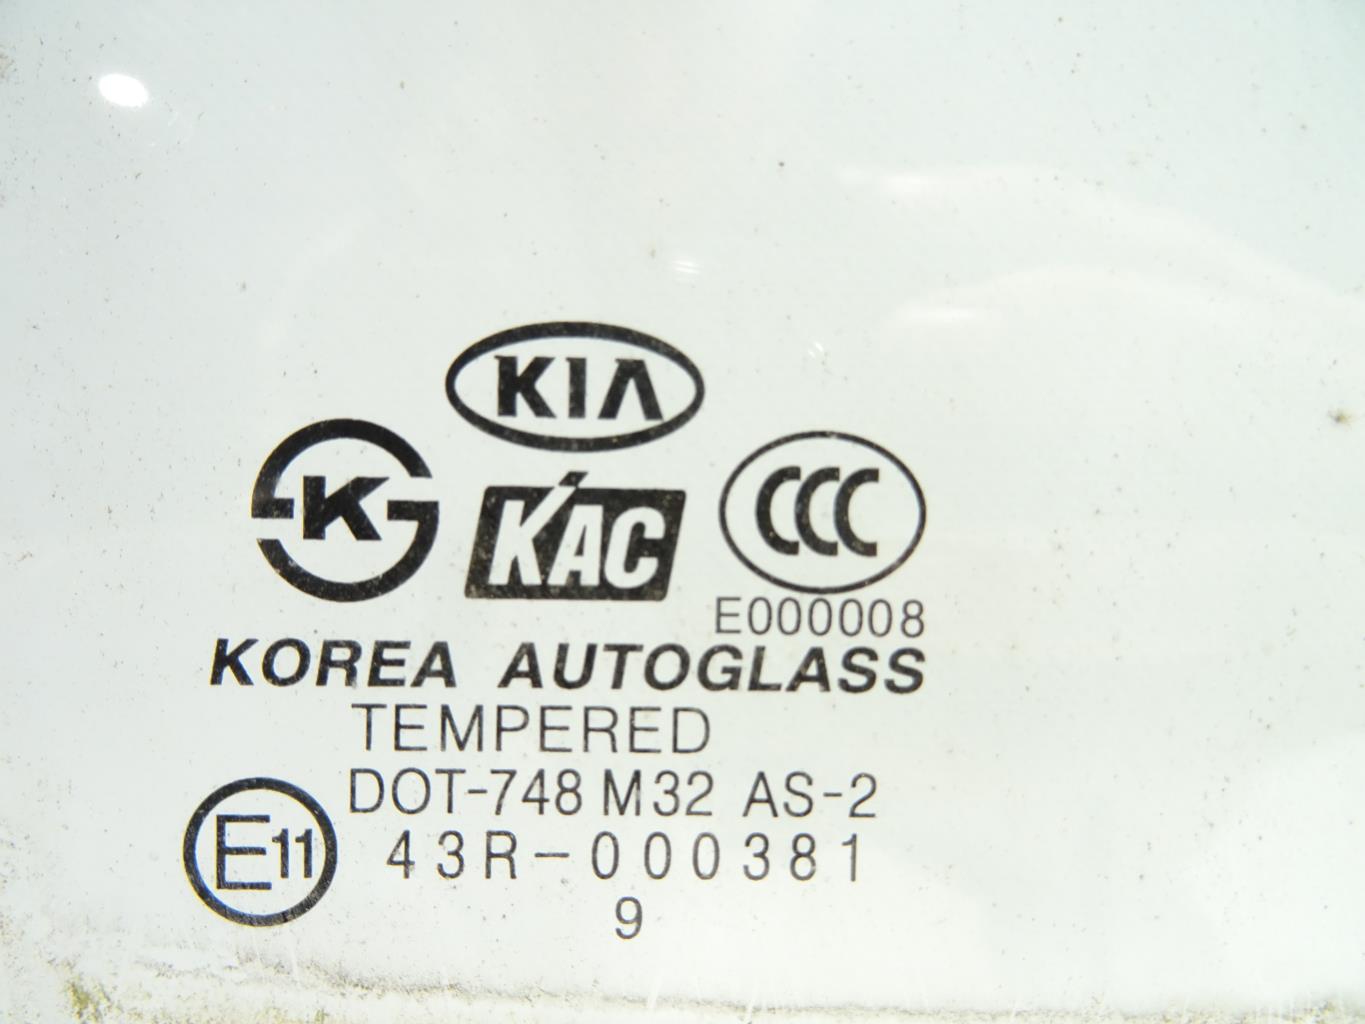 KIA
K
KAC
CCC
E000008
KOREA AUTOGLASS
TEMPERED
DOT-748 M32 AS-2
E11
43R-000381
9